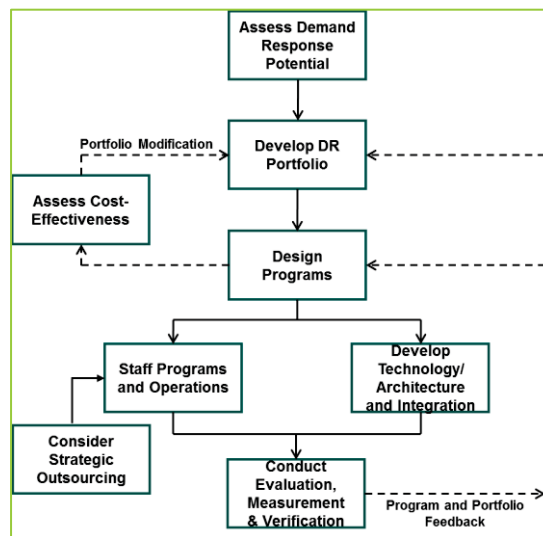 Assess Demand
Response
Potential
Portfolio Modification
Develop DR
Portfolio
Assess Cost-
Effectiveness
Design
Programs
Staff Programs
and Operations
Develop
Technology/
Architecture
and Integration
Consider
Strategic
Outsourcing
Conduct
Evaluation,
Measurement
& Verification
Program and Portfolio
Feedback